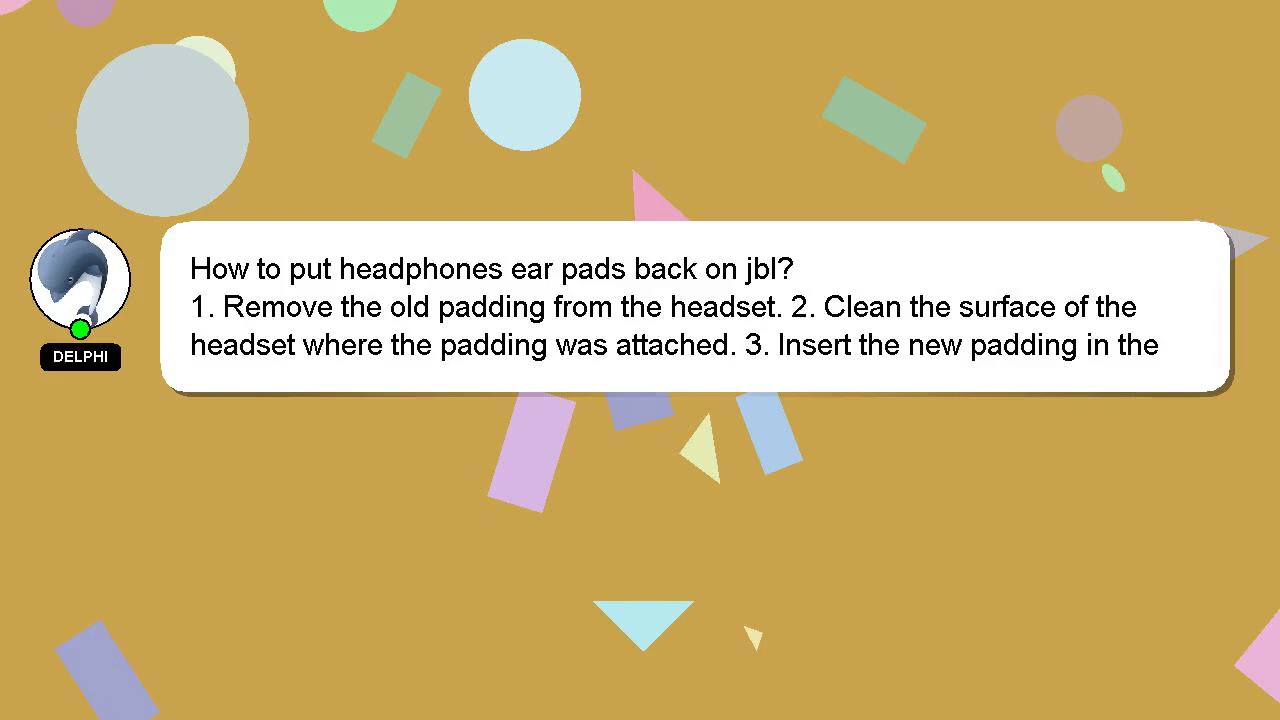 How to put headphones ear pads back on jbl?
1. Remove the old padding from the headset. 2. Clean the surface of the
headset where the padding was attached. 3. Insert the new padding in the
DELPHI